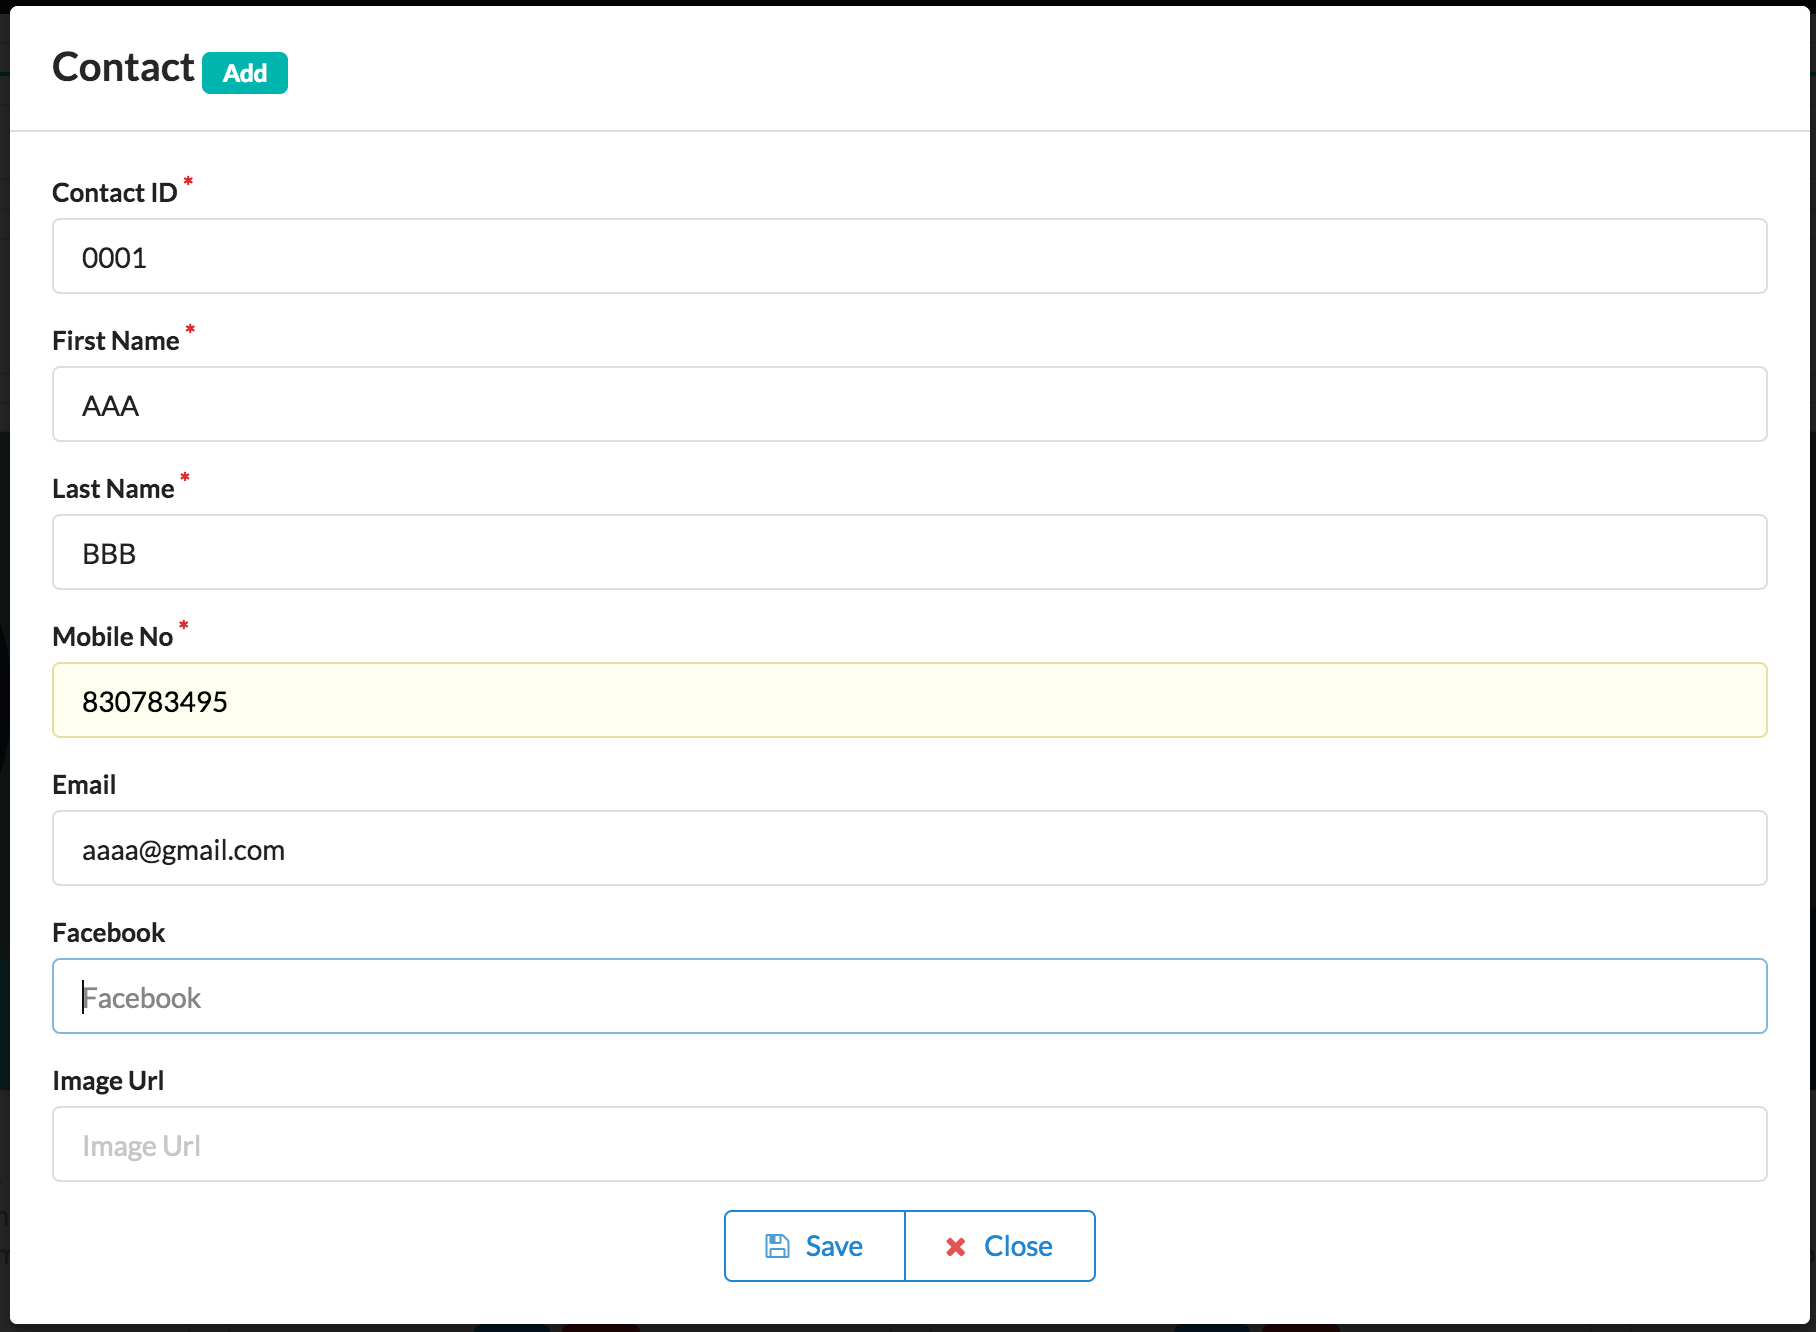 Contact Add
Contact ID *
0001
First Name *
AAA
Last Name *
BBB
Mobile No *
830783495
Email
aaaa@gmail.com
Facebook
Facebook
Image Url
Image Url
Save Close